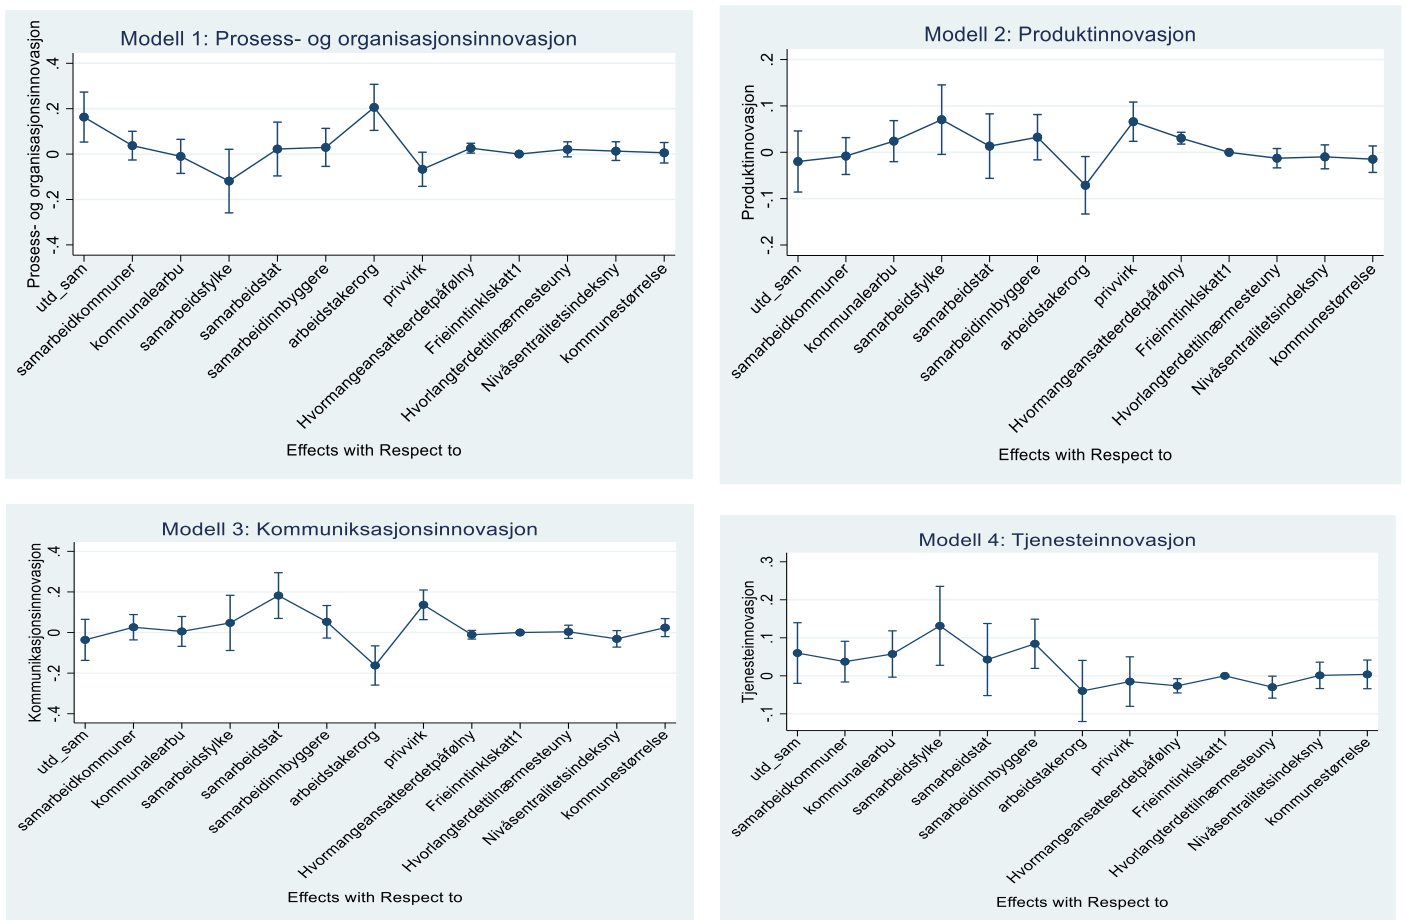 Modell 1: Prosess- og organisasjonsinnovasjon
Prosess- og organisasjonsinnovasjon
.4
.2
0
-.2
-.4
utd_sam
samarbeidkommuner
kommunalearbu
samarbeidsfylke
samarbeidstat
samarbeidinnbyggere
arbeidstakerorg
privvirk
Hvormangeansatteerdetpåfølny
Frieinntinklskatt1
Hvorlangterdettilnærmesteuny
Nivåsentralitetsindeksny
kommunestørrelse
Effects with Respect to
Modell 2: Produktinnovasjon
Produktinnovasjon
.2
.1
0
-.1
-.2
utd_sam
samarbeidkommuner
kommunalearbu
samarbeidsfylke
samarbeidstat
samarbeidinnbyggere
arbeidstakerorg
privvirk
Hvormangeansatteerdetpåfølny
Frieinntinklskatt1
Hvorlangterdettilnærmesteuny
Nivåsentralitetsindeksny
kommunestørrelse
Effects with Respect to
Modell 3: Kommuniksasjonsinnovasjon
Kommunikasjonsinnovasjon
.4
.2
0
-.2
-.4
utd_sam
samarbeidkommuner
kommunalearbu
samarbeidsfylke
samarbeidstat
samarbeidinnbyggere
arbeidstakerorg
privvirk
Hvormangeansatteerdetpåfølny
Frieinntinklskatt1
Hvorlangterdettilnærmesteuny
Nivåsentralitetsindeksny
kommunestørrelse
Effects with Respect to
Modell 4: Tjenesteinnovasjon
Tjenesteinnovasjon
.3
.2
.1
0
-.1
utd_sam
samarbeidkommuner
kommunalearbu
samarbeidsfylke
samarbeidstat
samarbeidinnbyggere
arbeidstakerorg
privvirk
Hvormangeansatteerdetpåfølny
Frieinntinklskatt1
Hvorlangterdettilnærmesteuny
Nivåsentralitetsindeksny
kommunestørrelse
Effects with Respect to